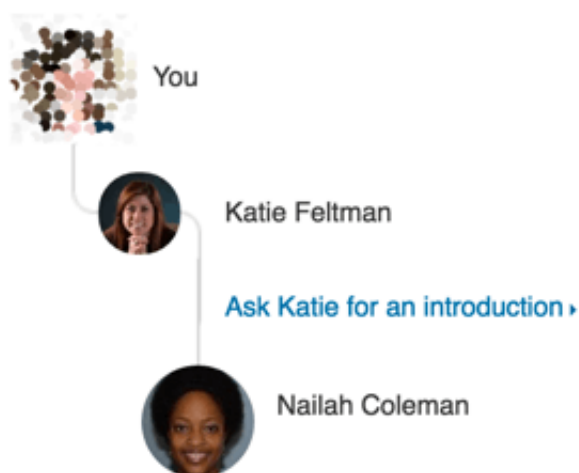 You
Katie Feltman
Ask Katie for an introduction ▸
Nailah Coleman